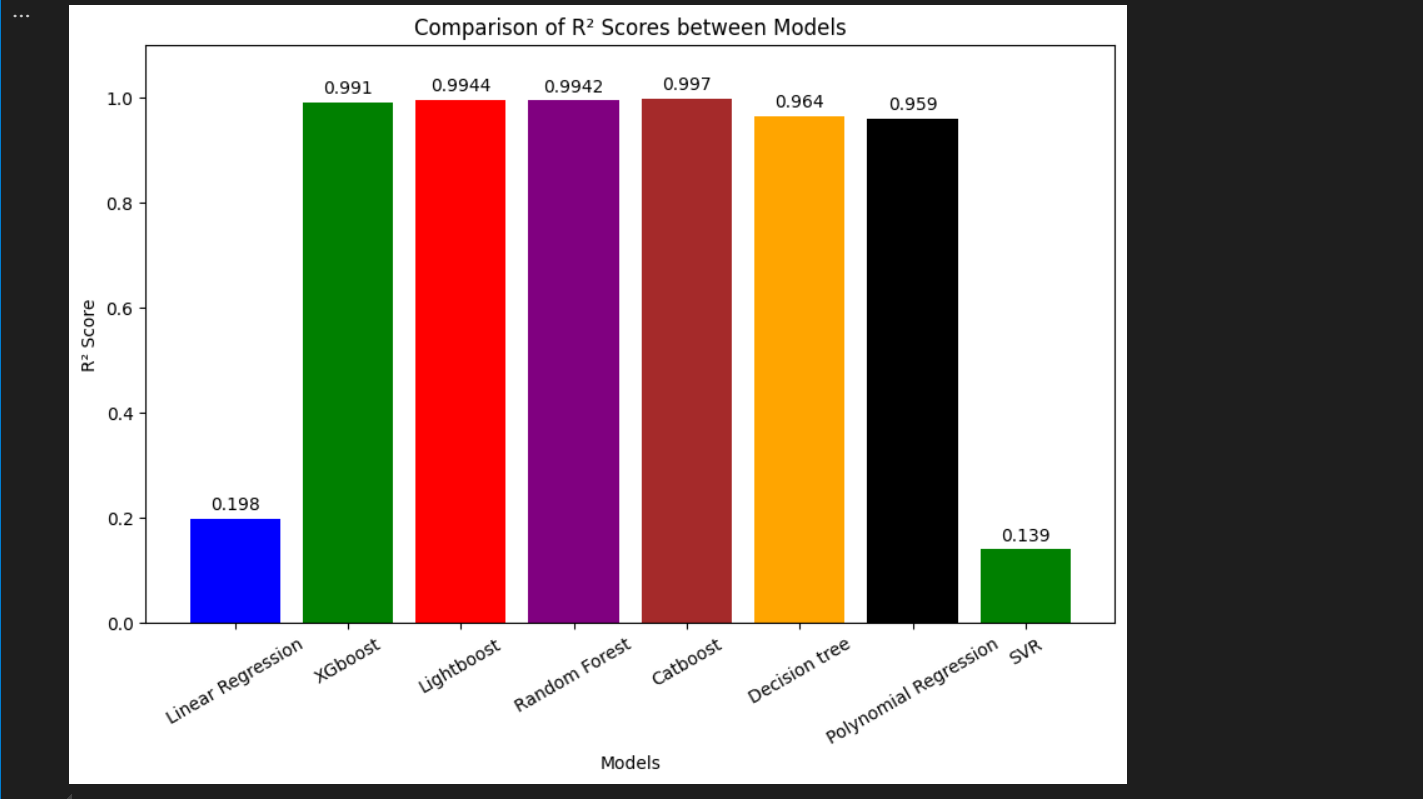 ...
Comparison of R² Scores between Models
R² Score
1.0
0.8
0.6
0.4
0.2
0.0
0.198
0.991
0.9944
0.9942
0.997
0.964
0.959
0.139
Linear Regression
XGboost
Lightboost
Random Forest
Catboost
Decision tree
Polynomial Regression
SVR
Models